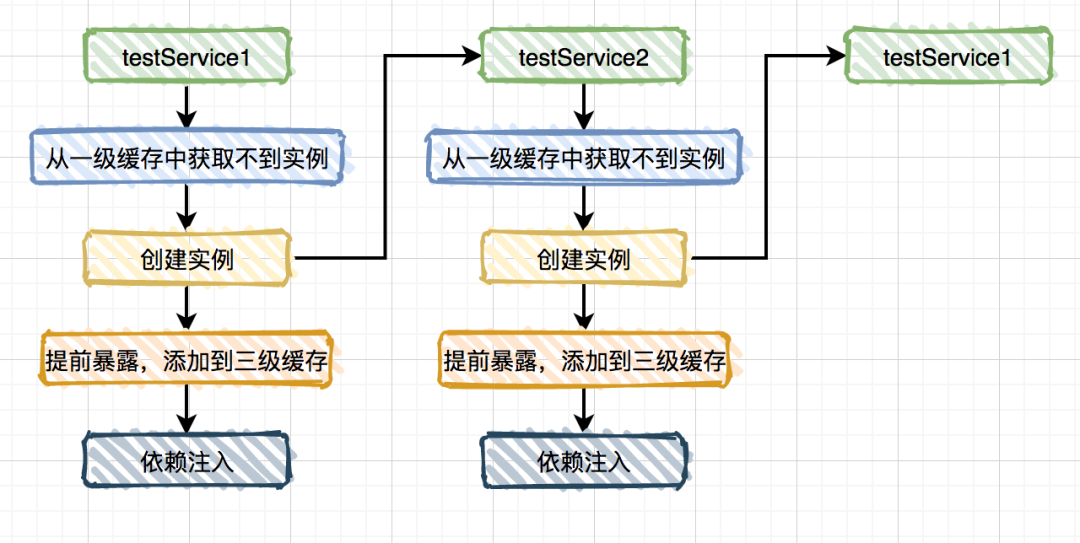 testService1
从一级缓存中获取不到实例
创建实例
提前暴露，添加到三级缓存
依赖注入
testService2
从一级缓存中获取不到实例
创建实例
提前暴露，添加到三级缓存
依赖注入
testService1